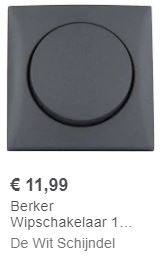 € 11,99
Berker
Wipschakelaar 1...
De Wit Schijndel